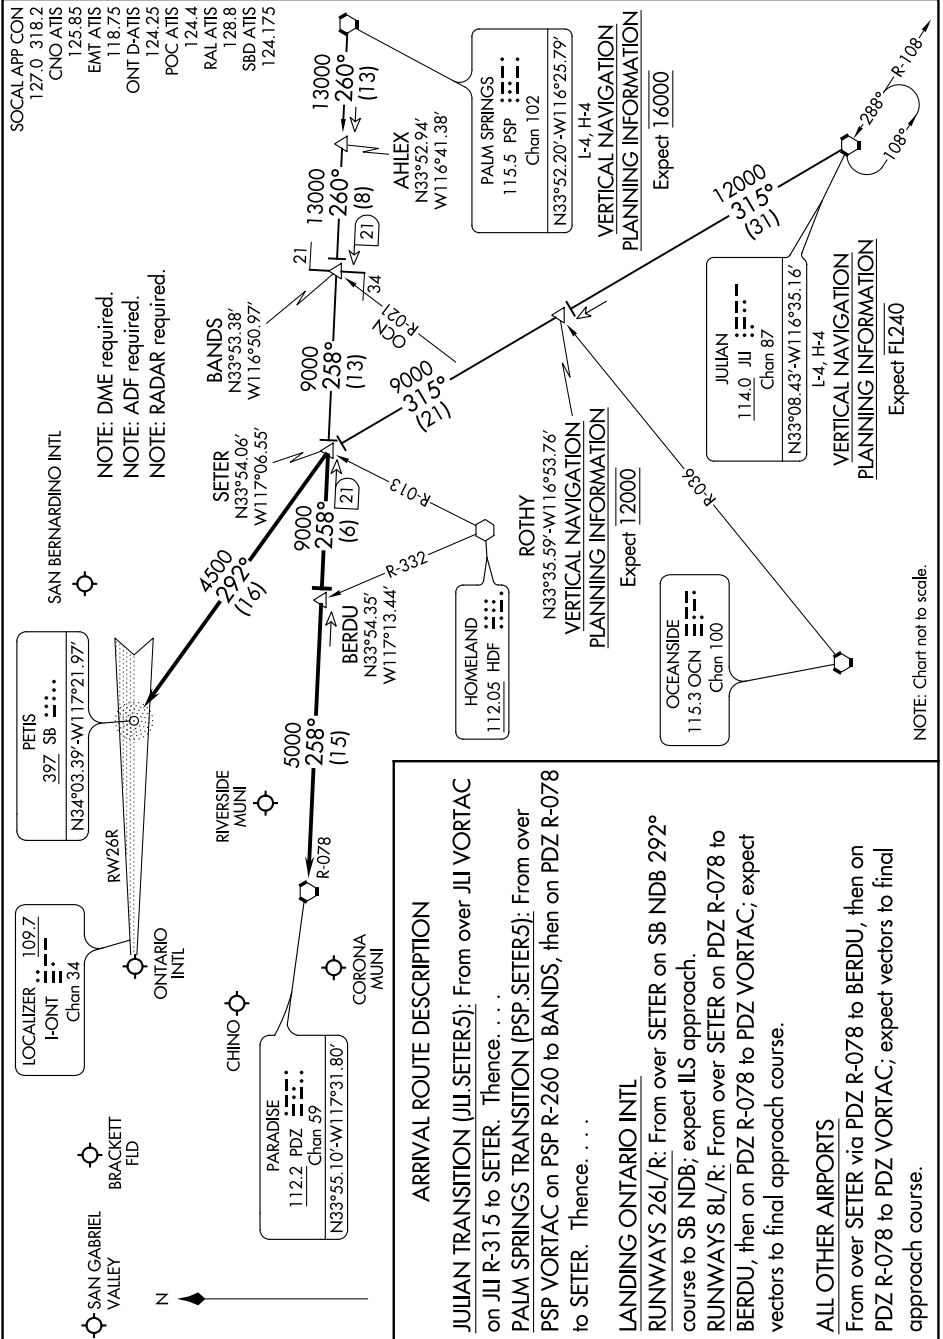 SOCAL APP CON
127.0 318.2
CNO ATIS
125.85
EMT ATIS
118.75
ONT D-ATIS
124.25
POC ATIS
124.4
RAL ATIS
128.8
SBD ATIS
124.175
NOTE: DME required.
NOTE: ADF required.
NOTE: RADAR required.
SAN BERNARDINO INTL
PETIS
397 SB
N34°03.39'-W117°21.97'
LOCALIZER 109.7
I-ONT
Chan 34
RW26R
ONTARIO
INTL
BRACKETT
FLD
SAN GABRIEL
VALLEY
N
CHINO
RIVERSIDE
MUNI
CORONA
MUNI
PARADISE
112.2 PDZ
Chan 59
N33°55.10'-W117°31.80'
R-078
5000
258°
(15)
BERDU
N33°54.35'
W117°13.44'
9000
258°
(6)
21
4500
292°
(16)
SETER
N33°54.06'
W117°06.55'
9000
258°
(13)
BANDS
N33°53.38'
W116°50.97'
21
34
21
13000
260°
(8)
AHLEX
N33°52.94'
W116°41.38'
13000
260°
(13)
PALM SPRINGS
115.5 PSP
Chan 102
N33°52.20'-W116°25.79'
L-4, H-4
VERTICAL NAVIGATION
PLANNING INFORMATION
Expect 16000
OCN
R-021
9000
315°
(21)
R-013
R-332
HOMELAND
112.05 HDF
ROTHY
N33°35.59'-W116°53.76'
VERTICAL NAVIGATION
PLANNING INFORMATION
Expect 12000
12000
315°
(31)
R-036
OCEANSIDE
115.3 OCN
Chan 100
JULIAN
114.0 JLI
Chan 87
N33°08.43'-W116°35.16'
L-4, H-4
VERTICAL NAVIGATION
PLANNING INFORMATION
Expect FL240
288°
R-108
108°
NOTE: Chart not to scale.
ARRIVAL ROUTE DESCRIPTION
JULIAN TRANSITION (JLI.SETER5): From over JLI VORTAC
on JLI R-315 to SETER. Thence. . . .
PALM SPRINGS TRANSITION (PSP.SETER5): From over
PSP VORTAC on PSP R-260 to BANDS, then on PDZ R-078
to SETER. Thence. . . .
LANDING ONTARIO INTL
RUNWAYS 26L/R: From over SETER on SB NDB 292°
course to SB NDB; expect ILS approach.
RUNWAYS 8L/R: From over SETER on PDZ R-078 to
BERDU, then on PDZ R-078 to PDZ VORTAC; expect
vectors to final approach course.
ALL OTHER AIRPORTS
From over SETER via PDZ R-078 to BERDU, then on
PDZ R-078 to PDZ VORTAC; expect vectors to final
approach course.